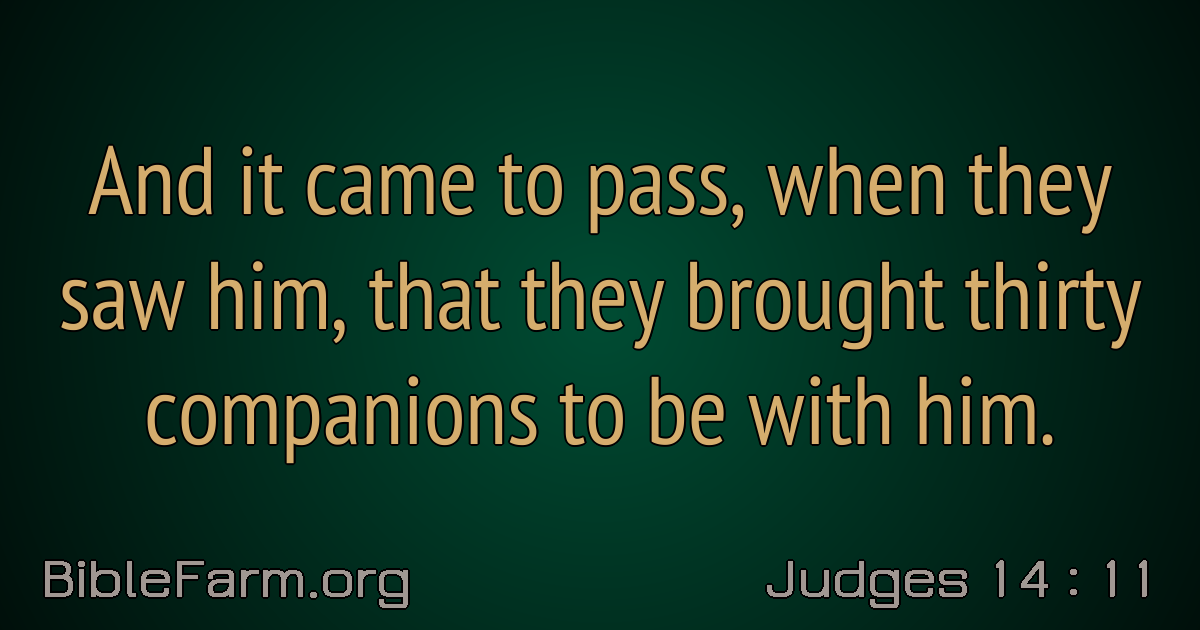 And it came to pass, when they
saw him, that they brought thirty
companions to be with him.
BibleFarm.org
Judges 14 : 11